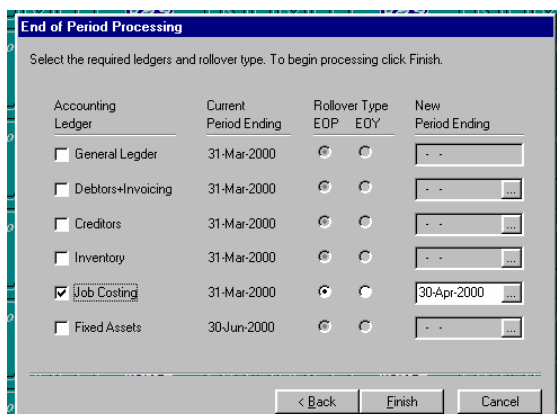 End of Period Processing
Select the required ledgers and rollover type. To begin processing click Finish.
Accounting Current Rollover Type New
Ledger Period Ending EOP EOY Period Ending
General Legder 31-Mar-2000 - -
Debtors+Invoicing 31-Mar-2000 - - ...
Creditors 31-Mar-2000 - - ...
Inventory 31-Mar-2000 - - ...
Job Costing 31-Mar-2000 30-Apr-2000 ...
Fixed Assets 30-Jun-2000 - - ...
< Back Finish Cancel